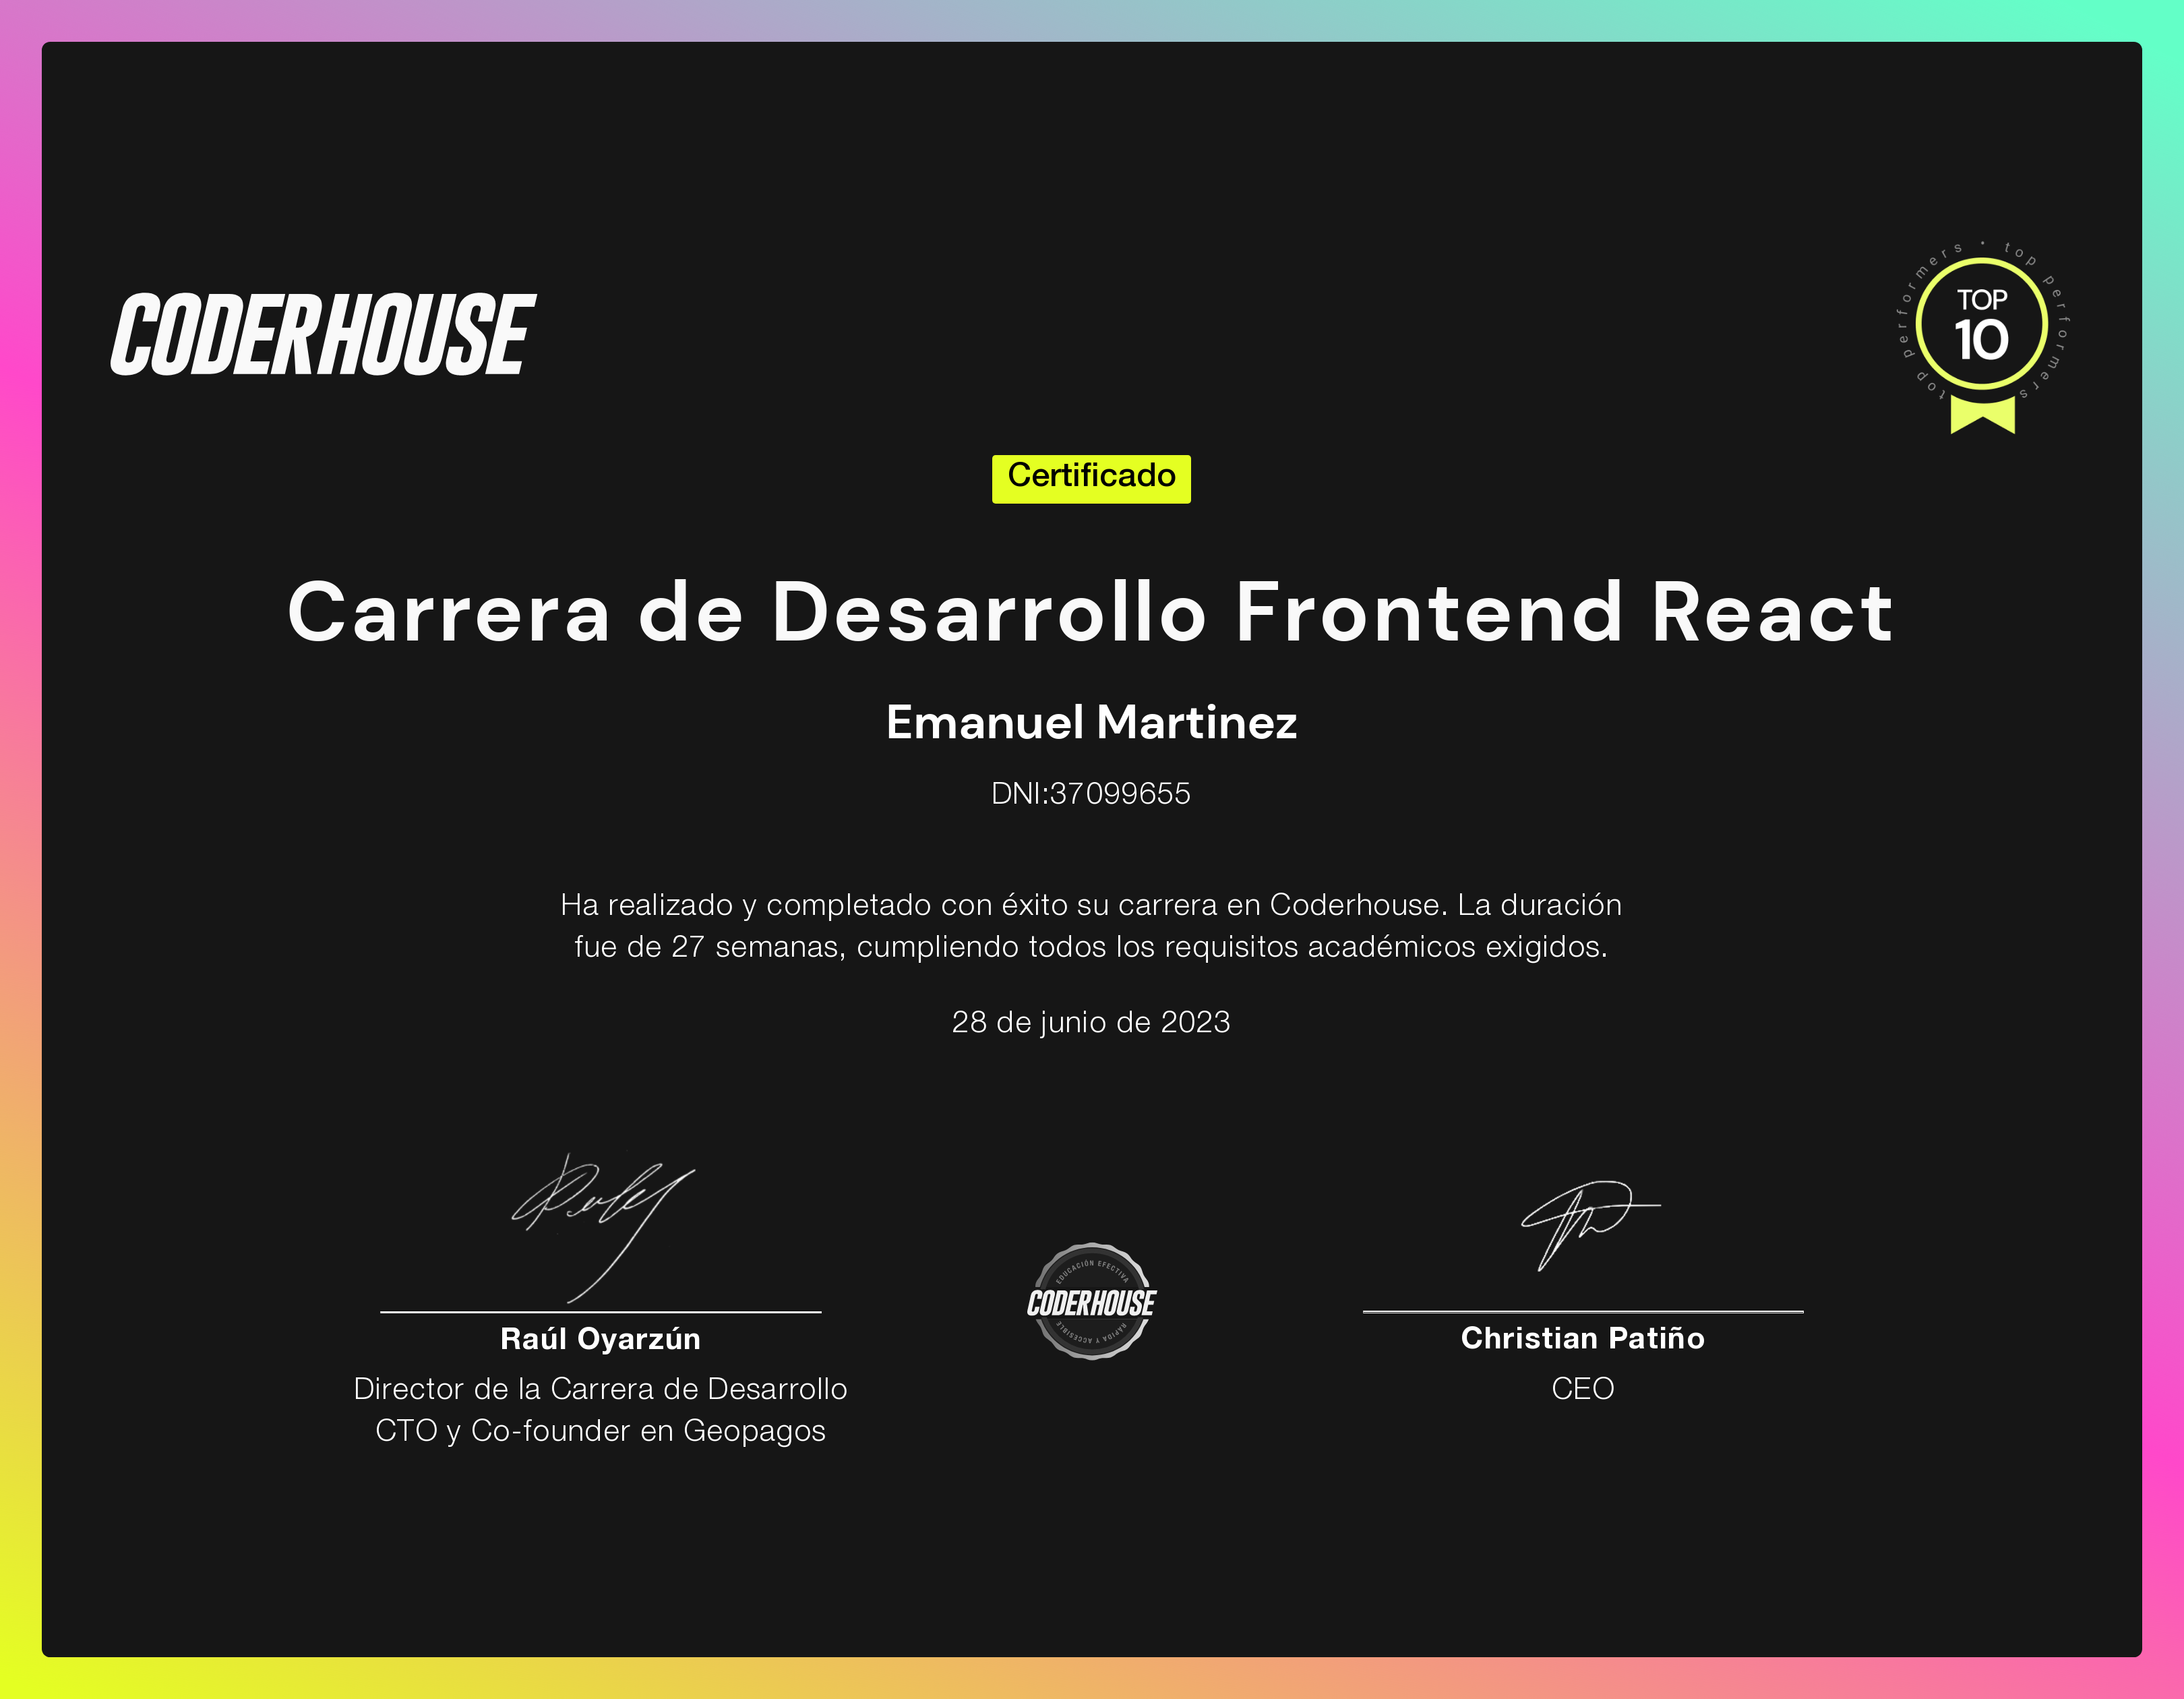 CODERHOUSE
top performers • top performers
TOP
10
Certificado
Carrera de Desarrollo Frontend React
Emanuel Martinez
DNI:37099655
Ha realizado y completado con éxito su carrera en Coderhouse. La duración
fue de 27 semanas, cumpliendo todos los requisitos académicos exigidos.
28 de junio de 2023
Raúl Oyarzún
Director de la Carrera de Desarrollo
CTO y Co-founder en Geopagos
EDUCACIÓN EFECTIVA
CODERHOUSE
RÁPIDA Y ACCESIBLE
Christian Patiño
CEO